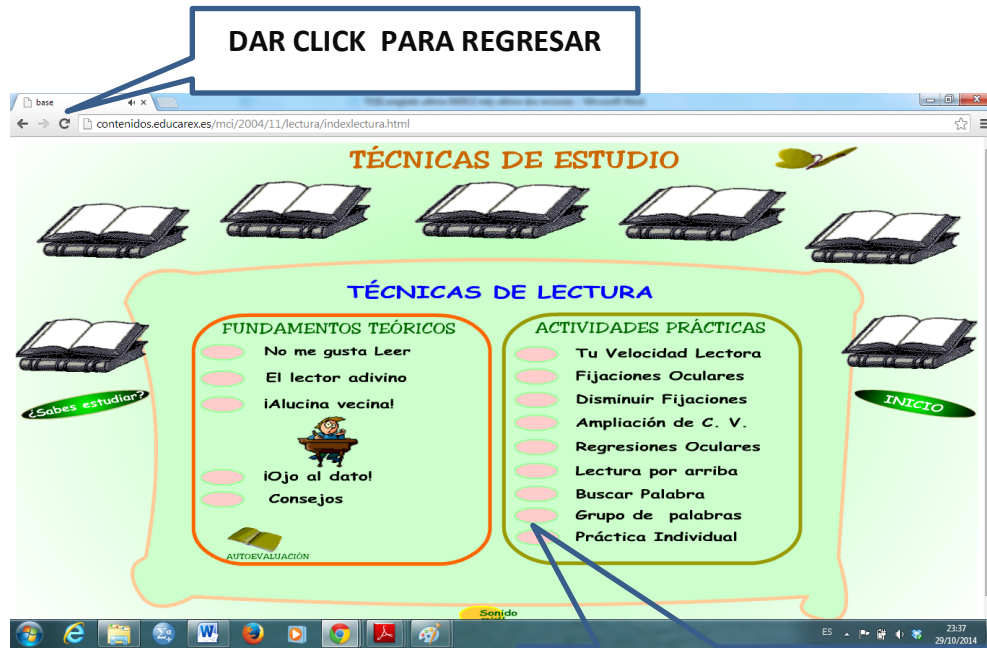 DAR CLICK PARA REGRESAR
base
contenidos.educarex.es/mci/2004/11/lectura/indexlectura.html
TÉCNICAS DE ESTUDIO
TÉCNICAS DE LECTURA
FUNDAMENTOS TEÓRICOS
No me gusta Leer
El lector adivino
¡Alucina vecina!
¡Ojo al dato!
Consejos
AUTOEVALUACIÓN
ACTIVIDADES PRÁCTICAS
Tu Velocidad Lectora
Fijaciones Oculares
Disminuir Fijaciones
Ampliación de C. V.
Regresiones Oculares
Lectura por arriba
Buscar Palabra
Grupo de palabras
Práctica Individual
¿Sabes estudiar?
INICIO
Sonido
ES
23:37
29/10/2014